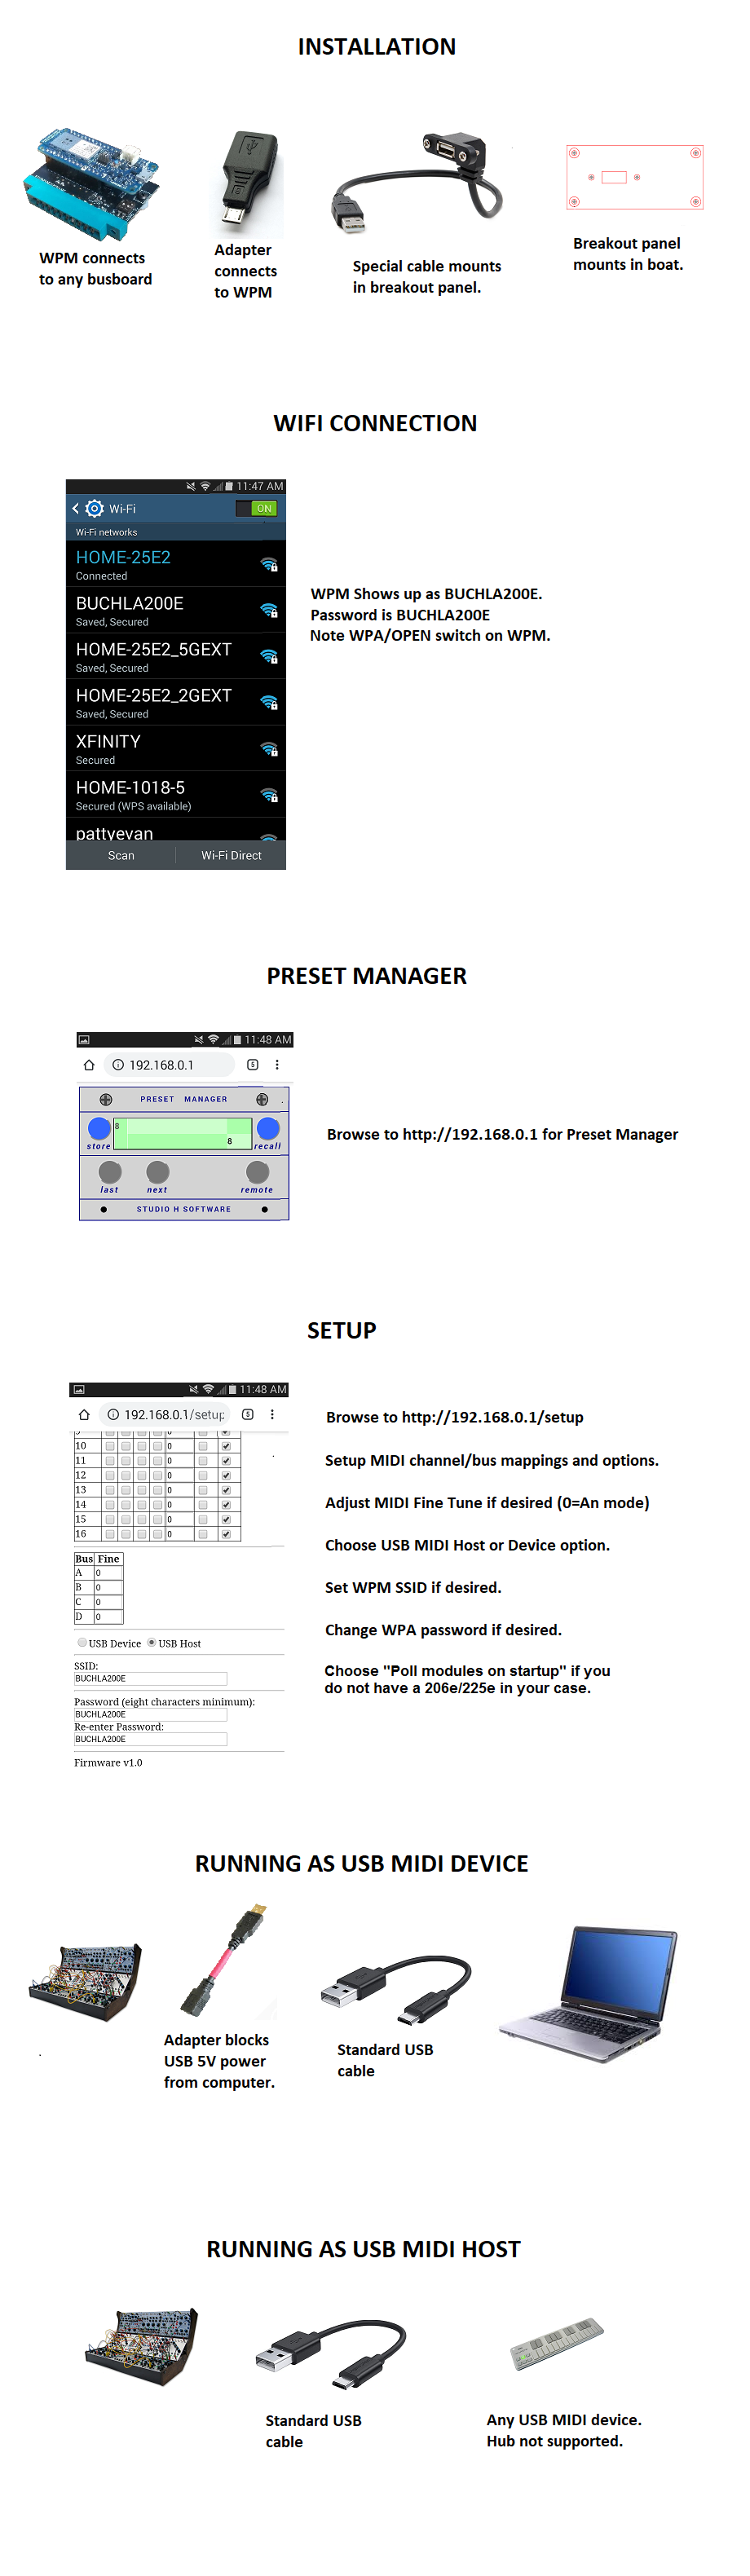 INSTALLATION
WPM connects
to any busboard
Adapter
connects
to WPM
Special cable mounts
in breakout panel.
Breakout panel
mounts in boat.
WIFI CONNECTION
11:47 AM
Wi-Fi
ON
Wi-Fi networks
HOME-25E2
Connected
BUCHLA200E
Saved, Secured
HOME-25E2_5GEXT
Saved, Secured
HOME-25E2_2GEXT
Saved, Secured
XFINITY
Secured
HOME-1018-5
Secured (WPS available)
pattyevan
Scan Wi-Fi Direct
WPM Shows up as BUCHLA200E.
Password is BUCHLA200E
Note WPA/OPEN switch on WPM.
PRESET MANAGER
11:48 AM
192.168.0.1
5
PRESET MANAGER
8
8
store
recall
last next remote
STUDIO H SOFTWARE
Browse to http://192.168.0.1 for Preset Manager
SETUP
11:48 AM
192.168.0.1/setup
5
9 0
10 0
11 0
12 0
13 0
14 0
15 0
16 0
Bus Fine
A 0
B 0
C 0
D 0
USB Device USB Host
SSID:
BUCHLA200E
Password (eight characters minimum):
BUCHLA200E
Re-enter Password:
BUCHLA200E
Firmware v1.0
Browse to http://192.168.0.1/setup
Setup MIDI channel/bus mappings and options.
Adjust MIDI Fine Tune if desired (0=An mode)
Choose USB MIDI Host or Device option.
Set WPM SSID if desired.
Change WPA password if desired.
Choose "Poll modules on startup" if you
do not have a 206e/225e in your case.
RUNNING AS USB MIDI DEVICE
Adapter blocks
USB 5V power
from computer.
Standard USB
cable
RUNNING AS USB MIDI HOST
Standard USB
cable
Any USB MIDI device.
Hub not supported.